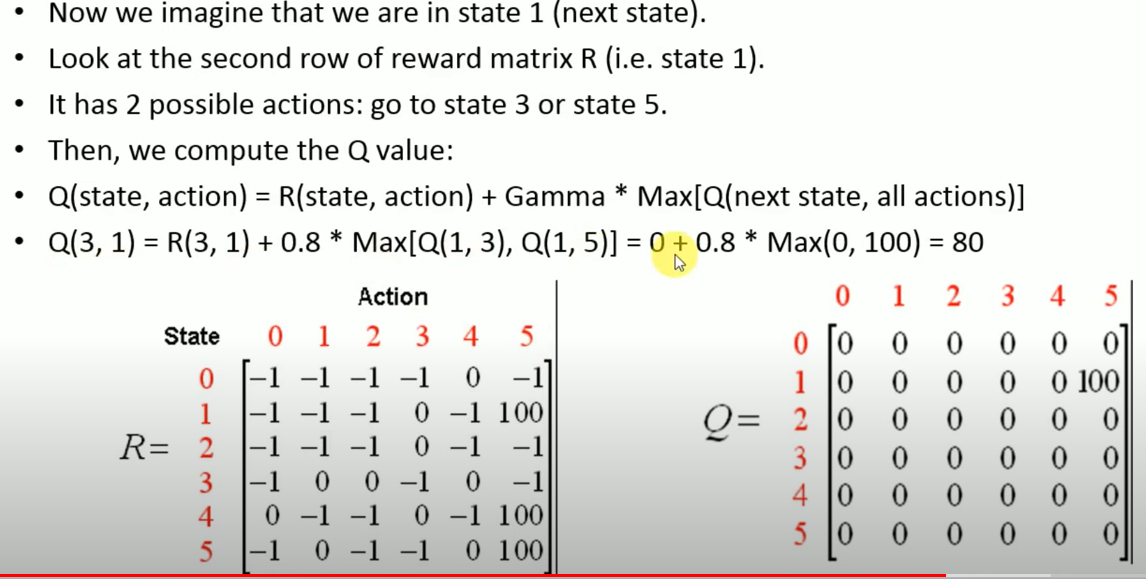 • Now we imagine that we are in state 1 (next state).
• Look at the second row of reward matrix R (i.e. state 1).
• It has 2 possible actions: go to state 3 or state 5.
• Then, we compute the Q value:
• Q(state, action) = R(state, action) + Gamma * Max[Q(next state, all actions)]
• Q(3, 1) = R(3, 1) + 0.8 * Max[Q(1, 3), Q(1, 5)] = 0 + 0.8 * Max(0, 100) = 80
Action
State 0 1 2 3 4 5
0 −1 −1 −1 −1 0 −1
1 −1 −1 −1 0 −1 100
R= 2 −1 −1 −1 0 −1 −1
3 −1 0 0 −1 0 −1
4 0 −1 −1 0 −1 100
5 −1 0 −1 −1 0 100
0 1 2 3 4 5
0 0 0 0 0 0 0
1 0 0 0 0 0 100
Q= 2 0 0 0 0 0 0
3 0 0 0 0 0 0
4 0 0 0 0 0 0
5 0 0 0 0 0 0